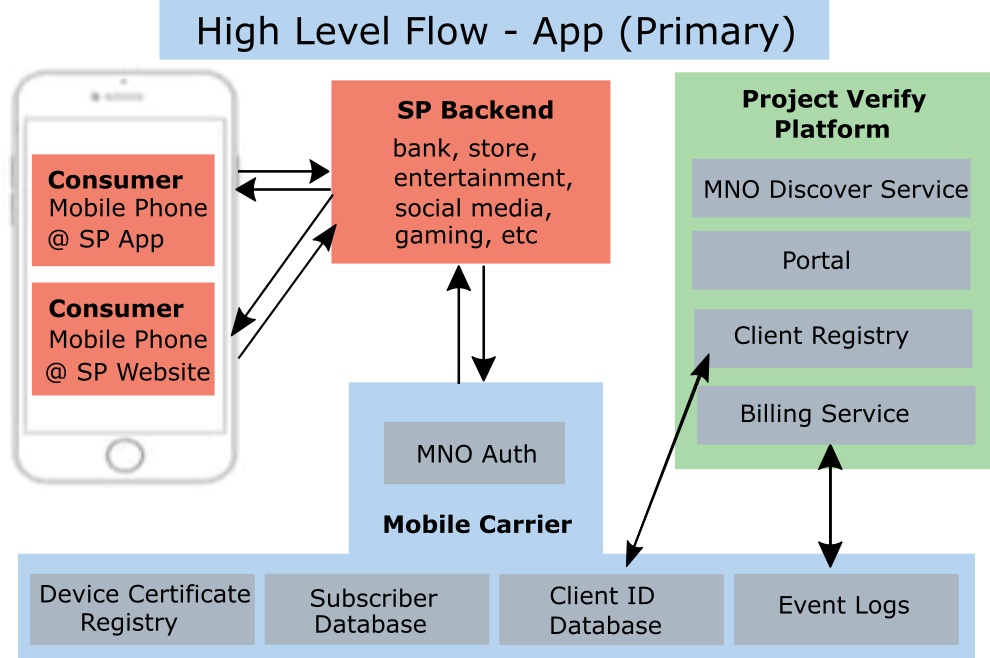 High Level Flow - App (Primary)
Consumer
Mobile Phone
@ SP App
Consumer
Mobile Phone
@ SP Website
SP Backend
bank, store,
entertainment,
social media,
gaming, etc
Project Verify
Platform
MNO Discover Service
Portal
Client Registry
Billing Service
MNO Auth
Mobile Carrier
Device Certificate
Registry
Subscriber
Database
Client ID
Database
Event Logs